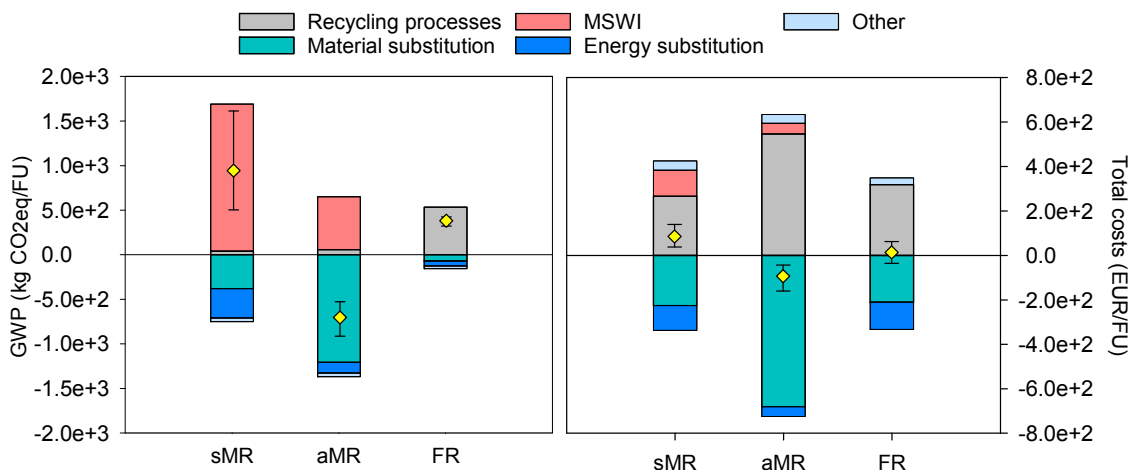 Recycling processes MSWI Other
Material substitution Energy substitution
GWP (kg CO2eq/FU)
2.0e+3
1.5e+3
1.0e+3
5.0e+2
0.0
-5.0e+2
-1.0e+3
-1.5e+3
-2.0e+3
sMR aMR FR
8.0e+2
6.0e+2
4.0e+2
2.0e+2
0.0
-2.0e+2
-4.0e+2
-6.0e+2
-8.0e+2
Total costs (EUR/FU)
sMR aMR FR